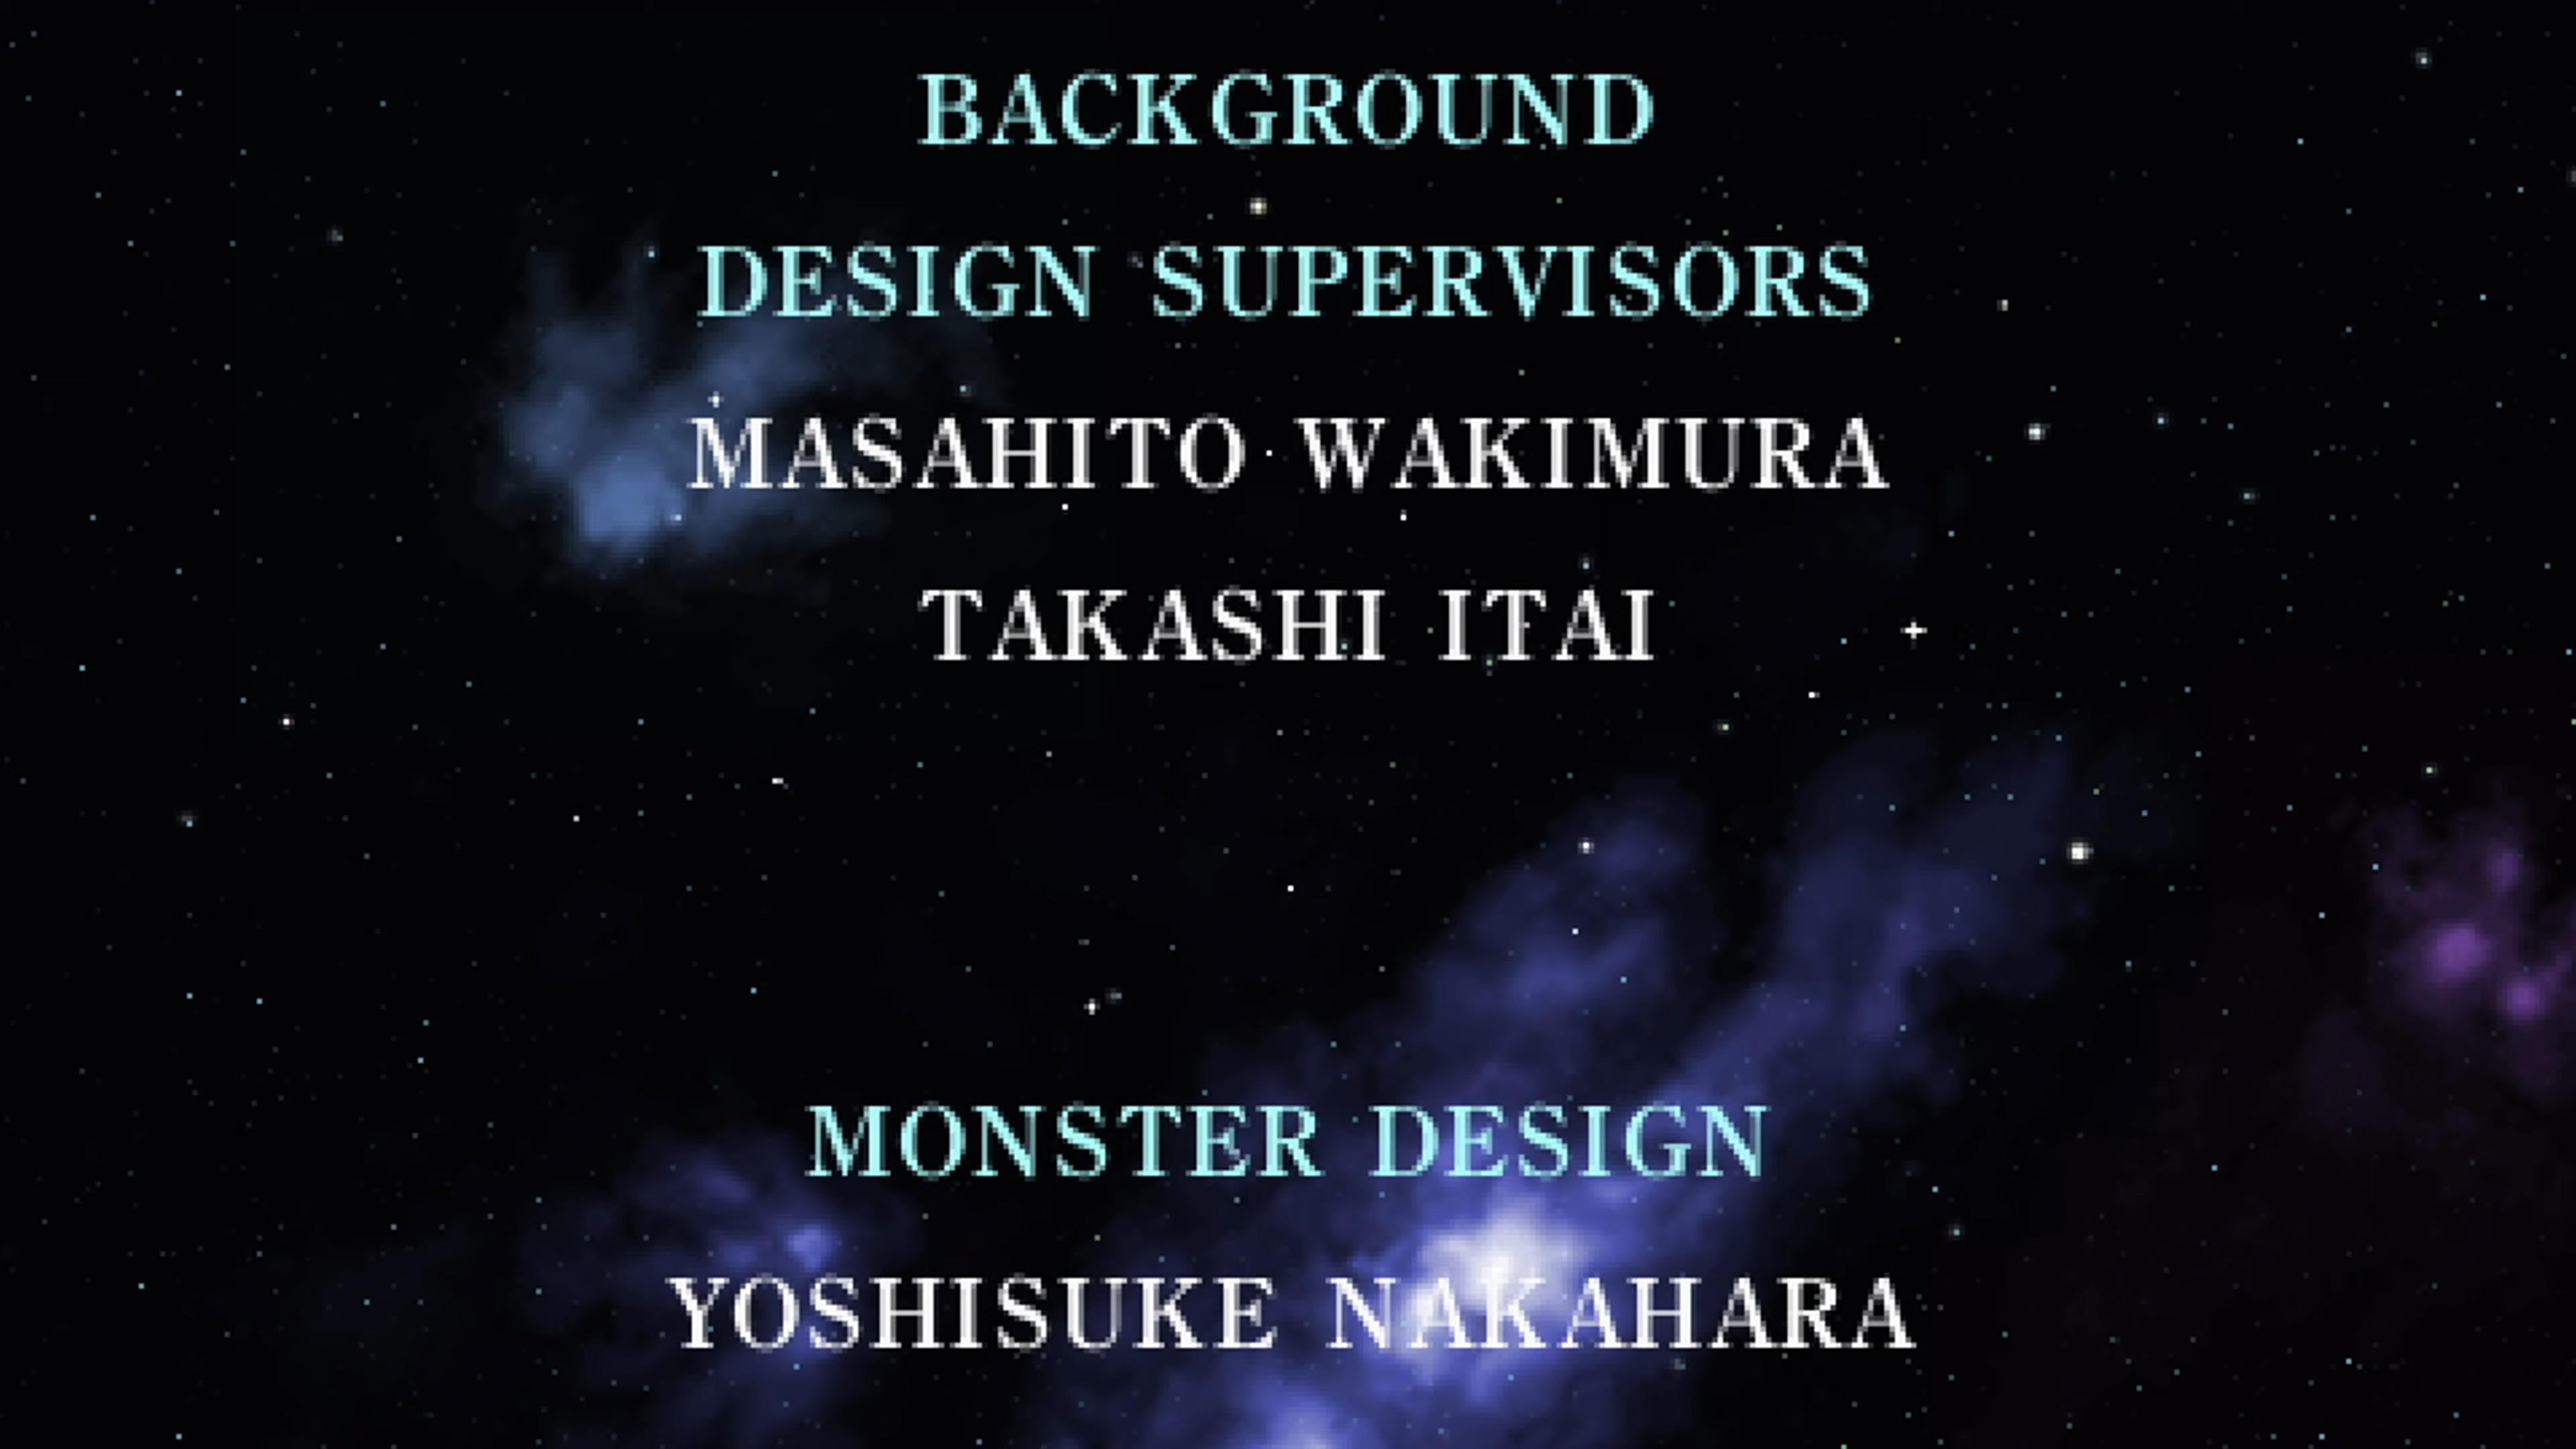 BACKGROUND
DESIGN SUPERVISORS
MASAHITO WAKIMURA
TAKASHI ITAI
MONSTER DESIGN
YOSHISUKE NAKAHARA